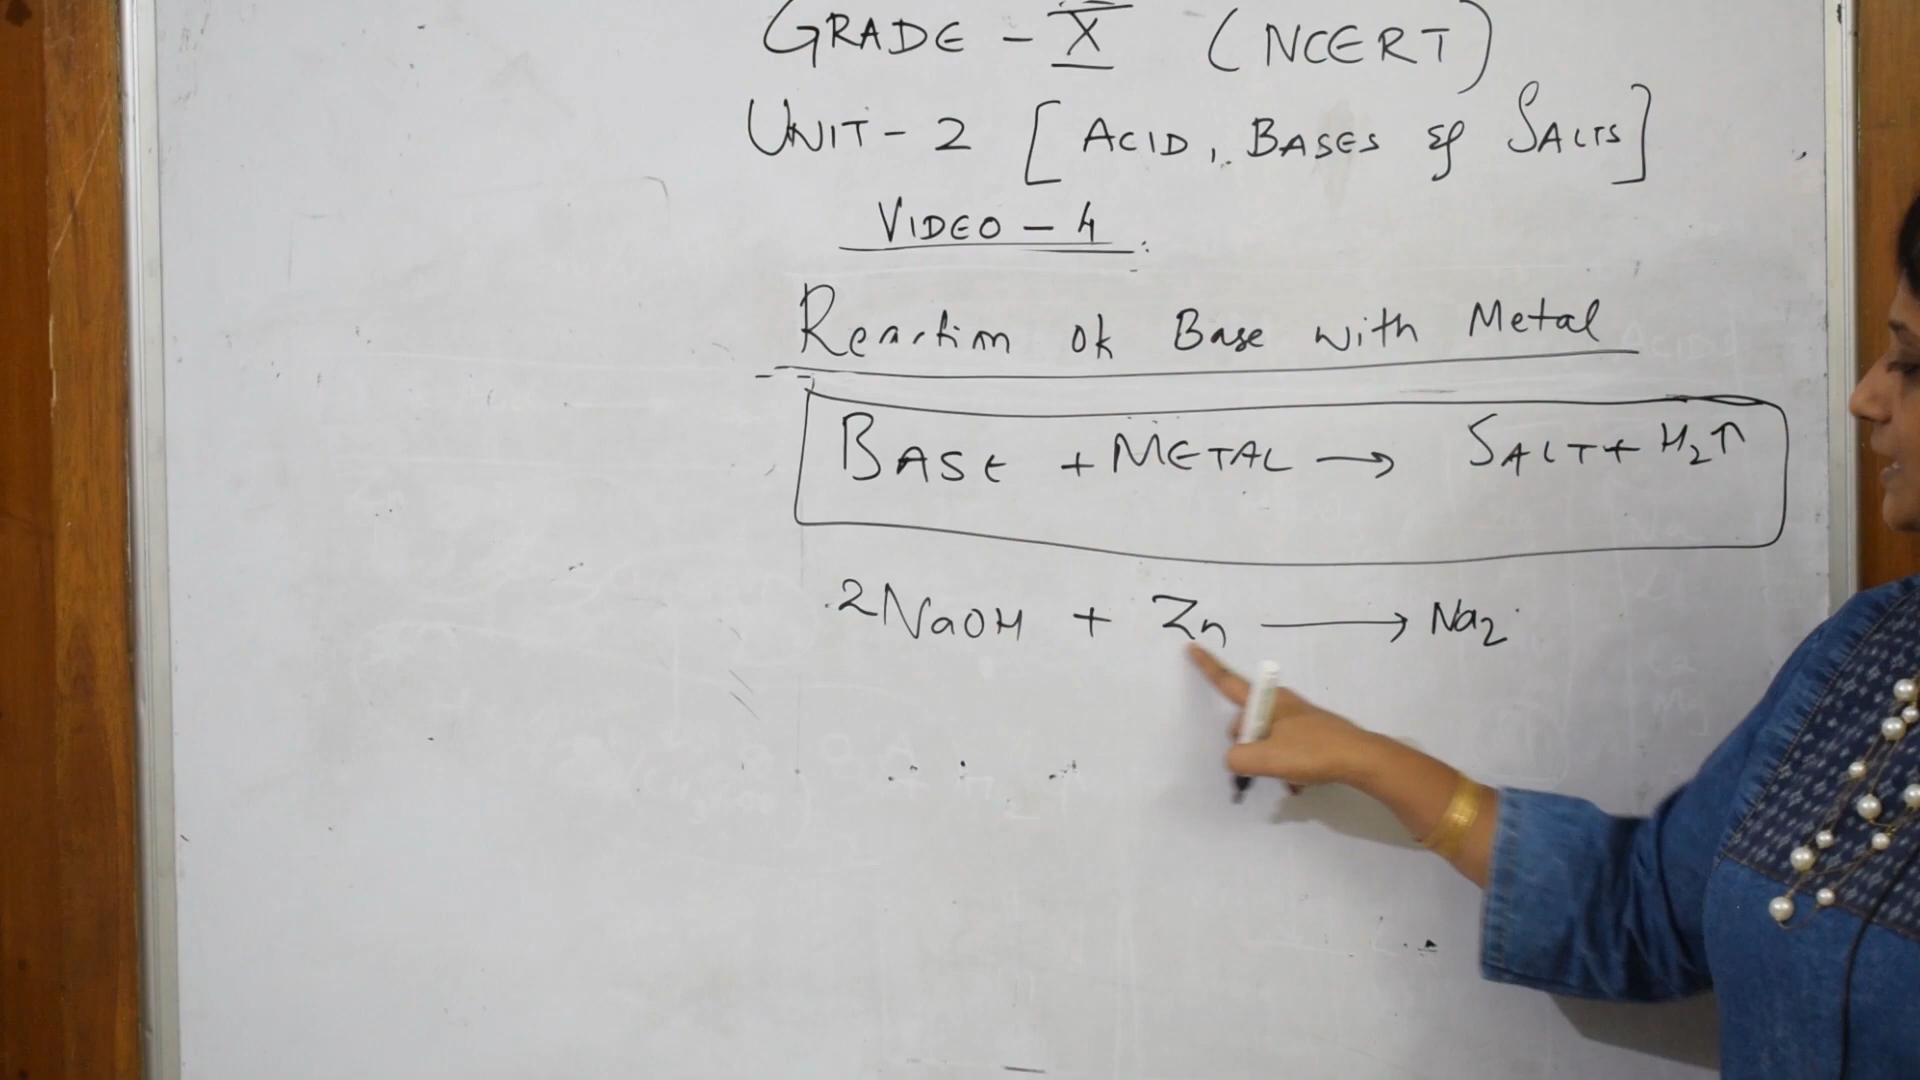 GRADE - X (NCERT)
UNIT - 2 [ACID, BASES & SALTS]
VIDEO - 4
Reaction of Base with Metal
BASE + METAL → SALT + H₂↑
2NaOH + Zn → Na₂